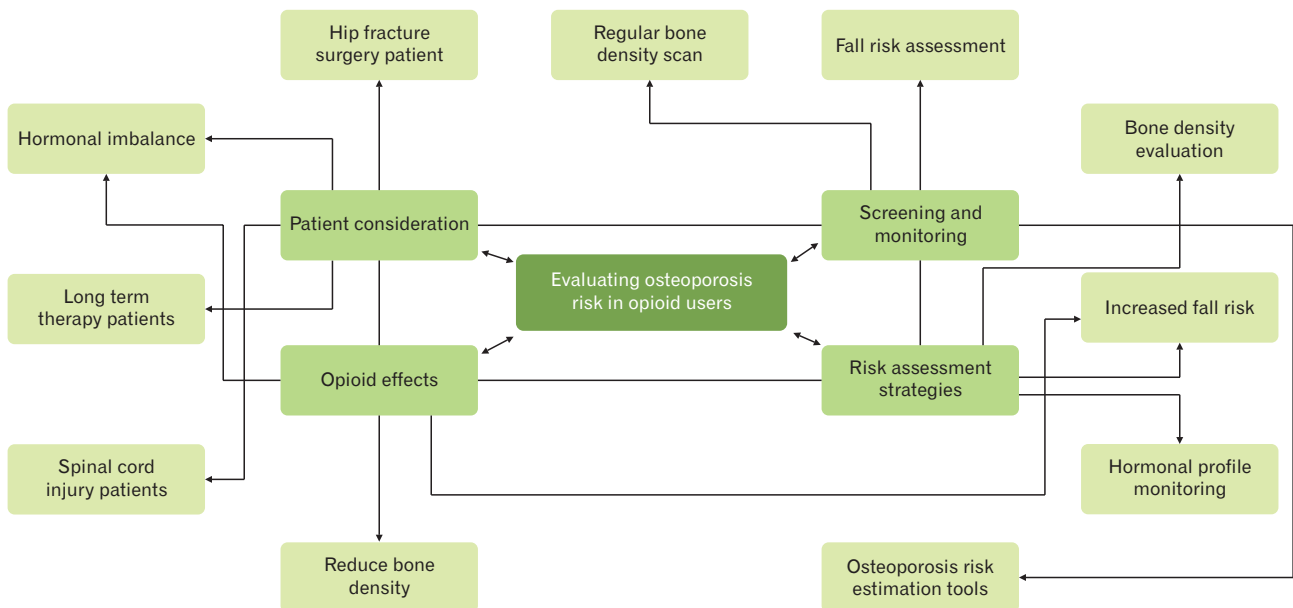 Hip fracture
surgery patient
Regular bone
density scan
Fall risk assessment
Hormonal imbalance
Bone density
evaluation
Patient consideration
Screening and
monitoring
Evaluating osteoporosis
risk in opioid users
Long term
therapy patients
Increased fall risk
Opioid effects
Risk assessment
strategies
Spinal cord
injury patients
Hormonal profile
monitoring
Reduce bone
density
Osteoporosis risk
estimation tools